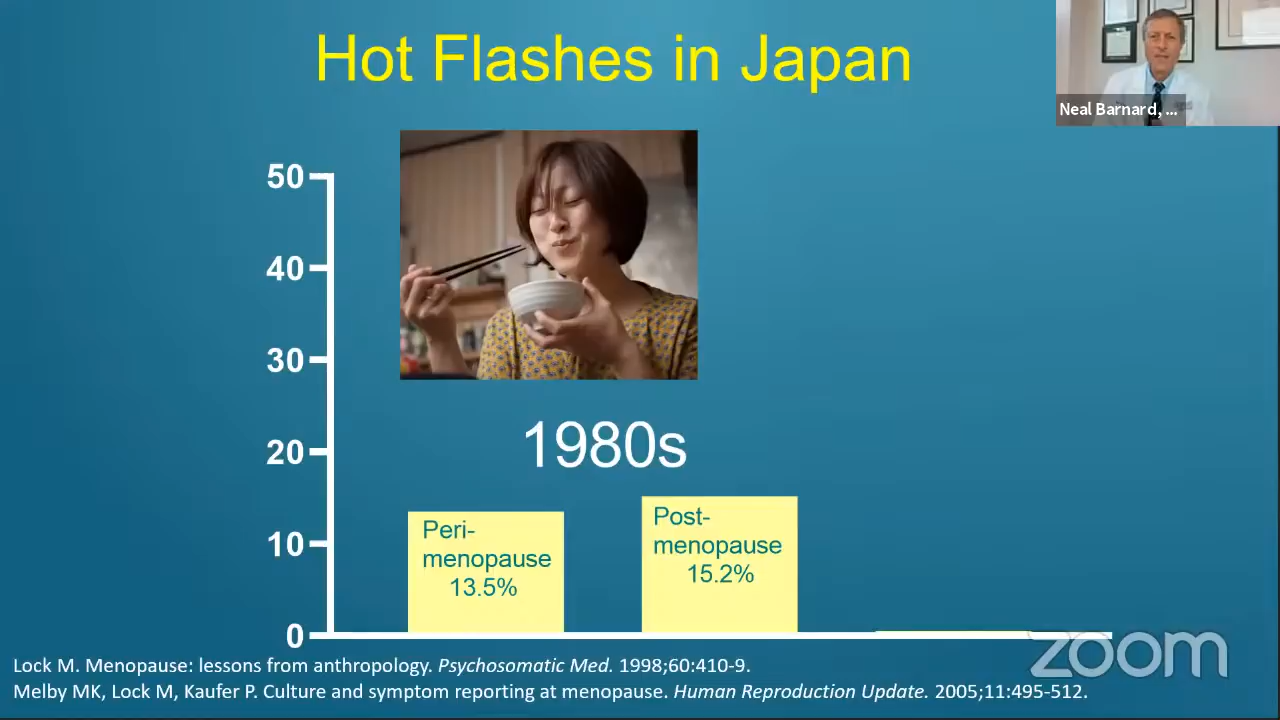 Hot Flashes in Japan
Neal Barnard, ...
50
40
30
20
10
0
1980s
Peri-
menopause
13.5%
Post-
menopause
15.2%
Lock M. Menopause: lessons from anthropology. Psychosomatic Med. 1998;60:410-9.
Melby MK, Lock M, Kaufer P. Culture and symptom reporting at menopause. Human Reproduction Update. 2005;11:495-512.
zoom